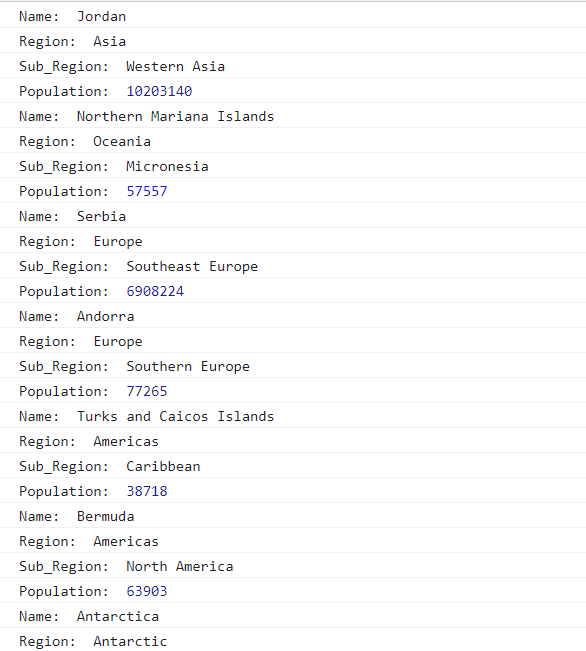 Name:  Jordan
Region:  Asia
Sub_Region:  Western Asia
Population:  10203140
Name:  Northern Mariana Islands
Region:  Oceania
Sub_Region:  Micronesia
Population:  57557
Name:  Serbia
Region:  Europe
Sub_Region:  Southeast Europe
Population:  6908224
Name:  Andorra
Region:  Europe
Sub_Region:  Southern Europe
Population:  77265
Name:  Turks and Caicos Islands
Region:  Americas
Sub_Region:  Caribbean
Population:  38718
Name:  Bermuda
Region:  Americas
Sub_Region:  North America
Population:  63903
Name:  Antarctica
Region:  Antarctic